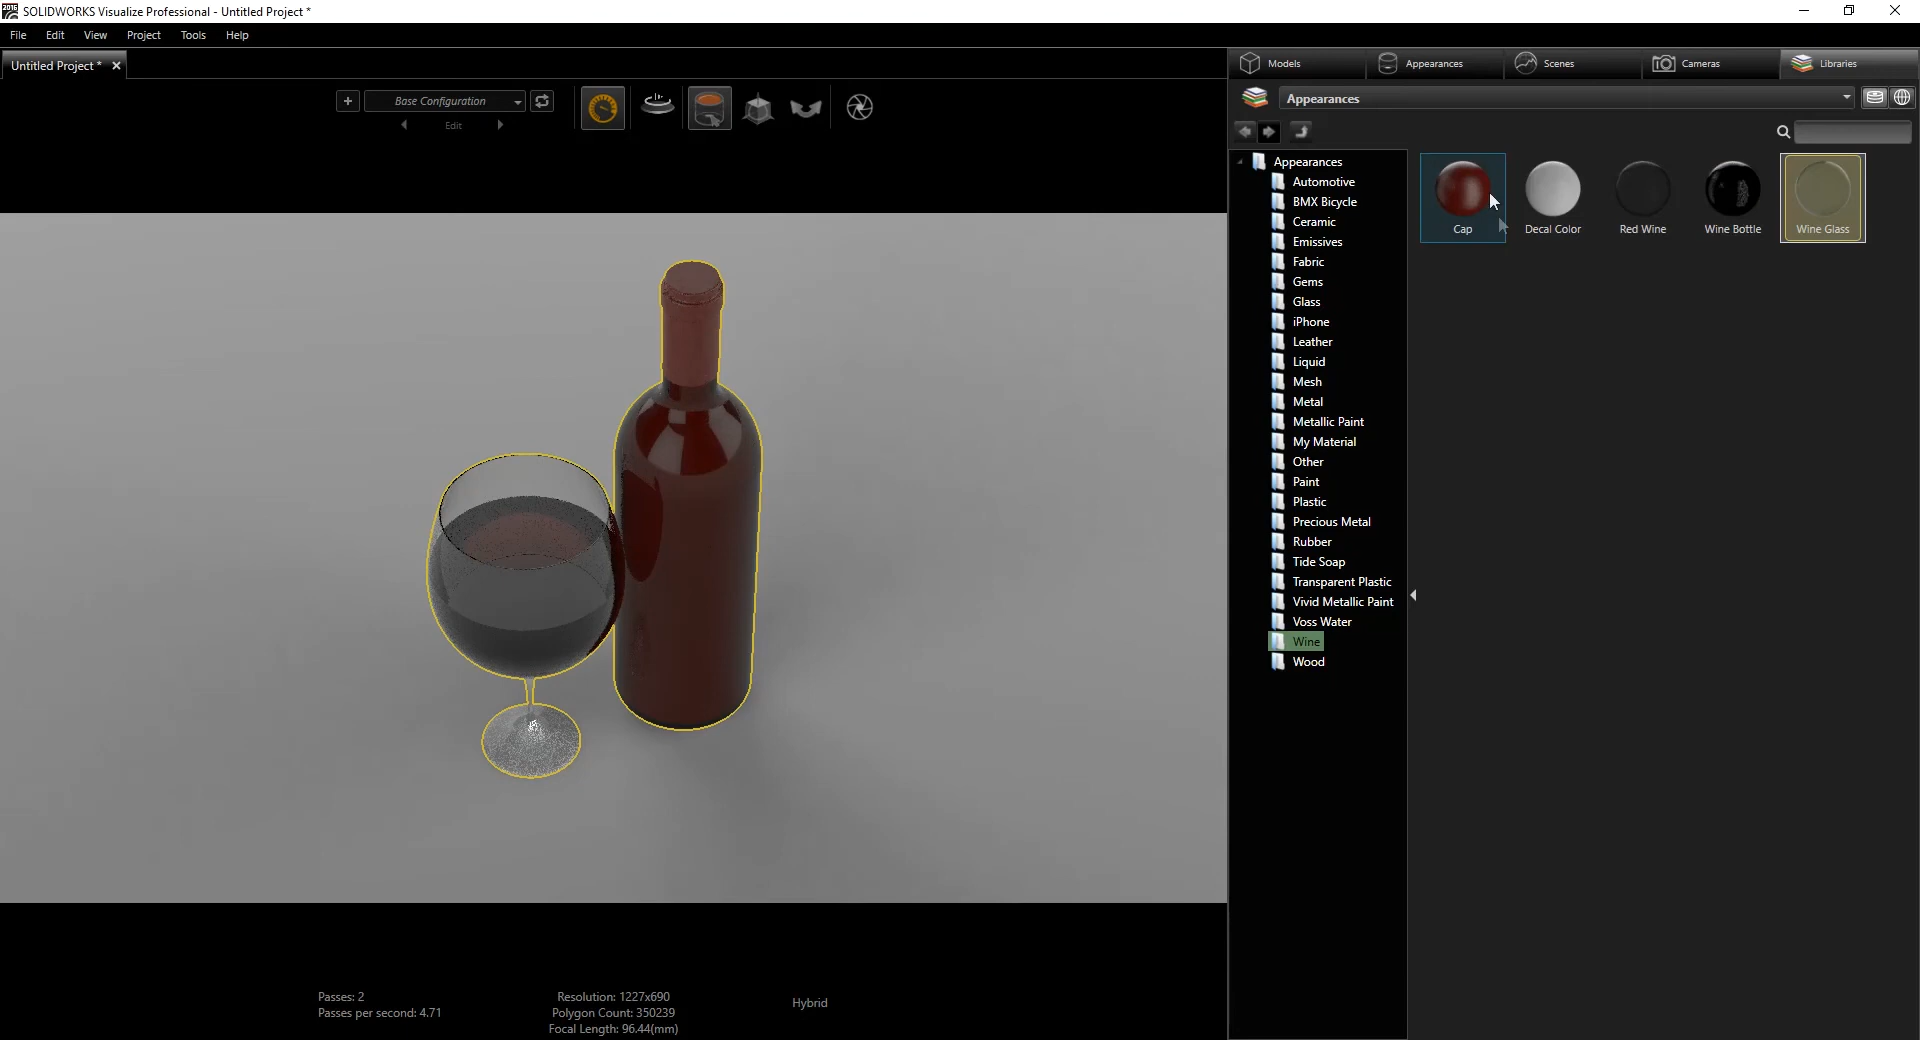 2016 SOLIDWORKS Visualize Professional - Untitled Project *
File Edit View Project Tools Help
Untitled Project *
Base Configuration
Edit
Models Appearances Scenes Cameras Libraries
Appearances
Appearances
Automotive
BMX Bicycle
Ceramic
Emissives
Fabric
Gems
Glass
iPhone
Leather
Liquid
Mesh
Metal
Metallic Paint
My Material
Other
Paint
Plastic
Precious Metal
Rubber
Tide Soap
Transparent Plastic
Vivid Metallic Paint
Voss Water
Wine
Wood
Cap Decal Color Red Wine Wine Bottle Wine Glass
Passes: 2
Passes per second: 4.71
Resolution: 1227x690
Polygon Count: 350239
Focal Length: 96.44(mm)
Hybrid